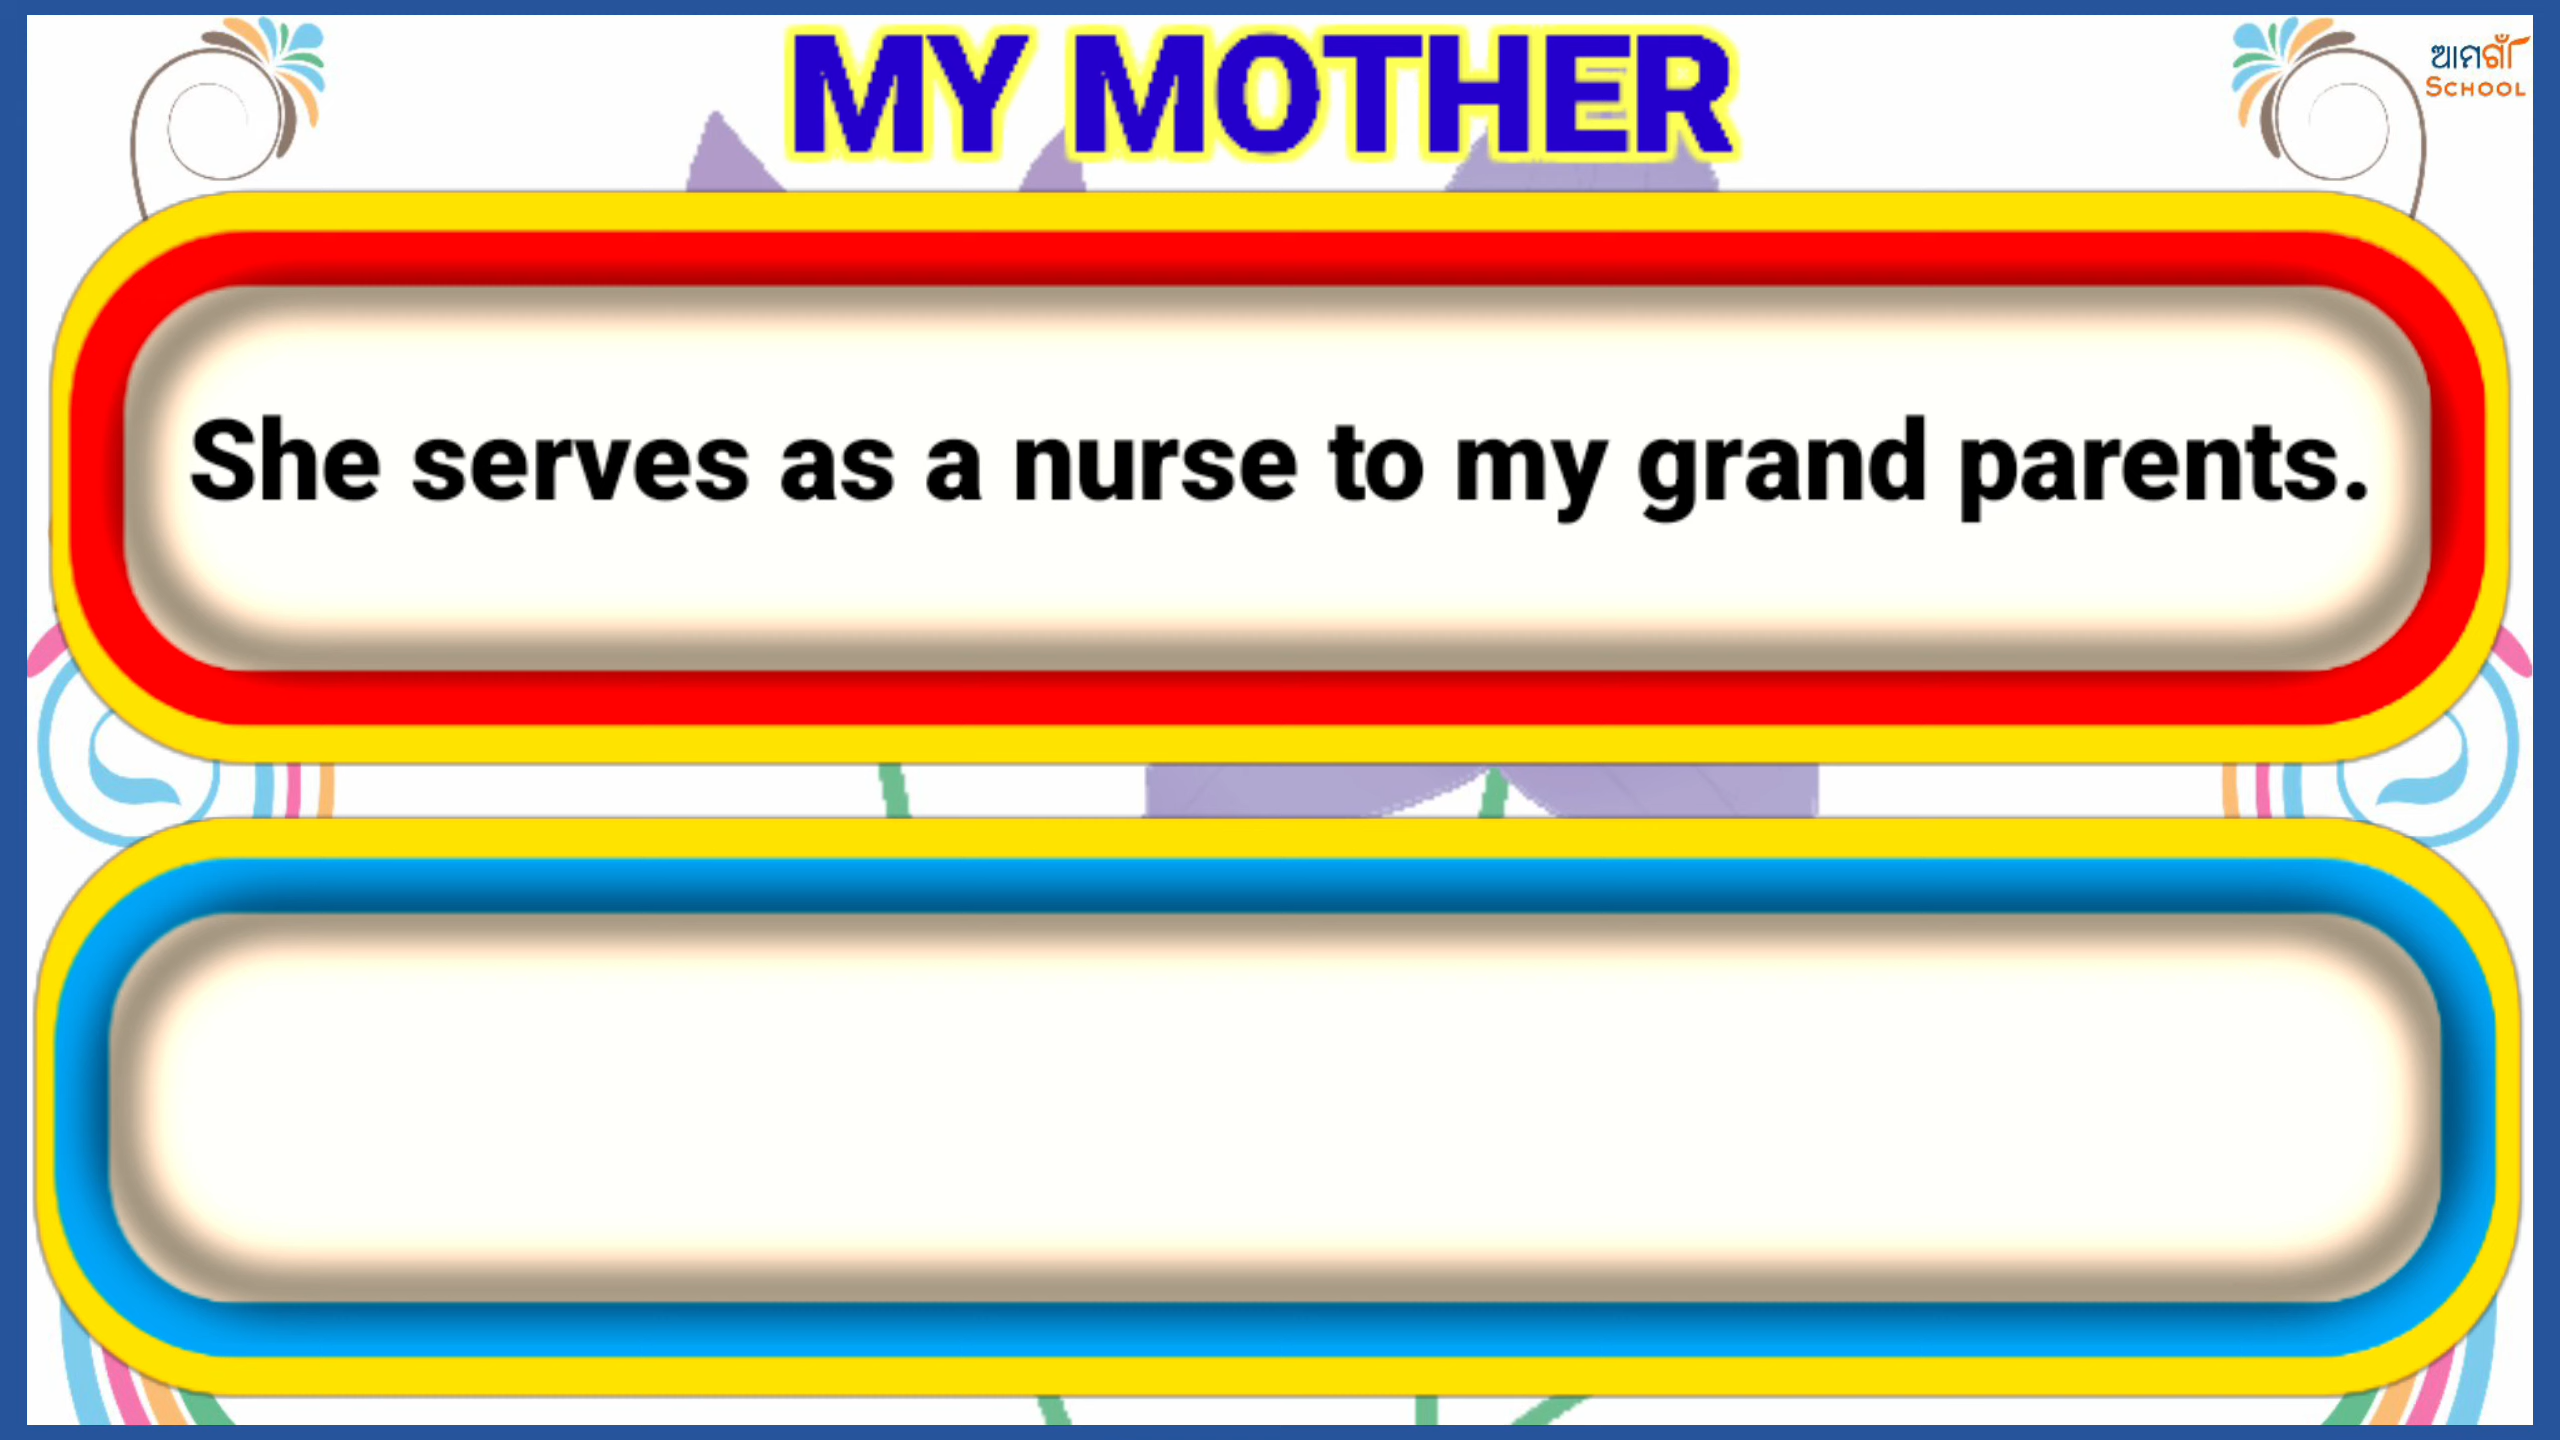 MY MOTHER
ଆମଗାଁ
SCHOOL
She serves as a nurse to my grand parents.